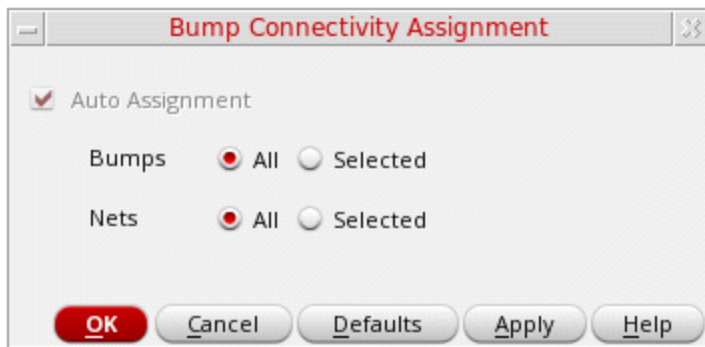 Bump Connectivity Assignment
Auto Assignment
Bumps All Selected
Nets All Selected
OK Cancel Defaults Apply Help